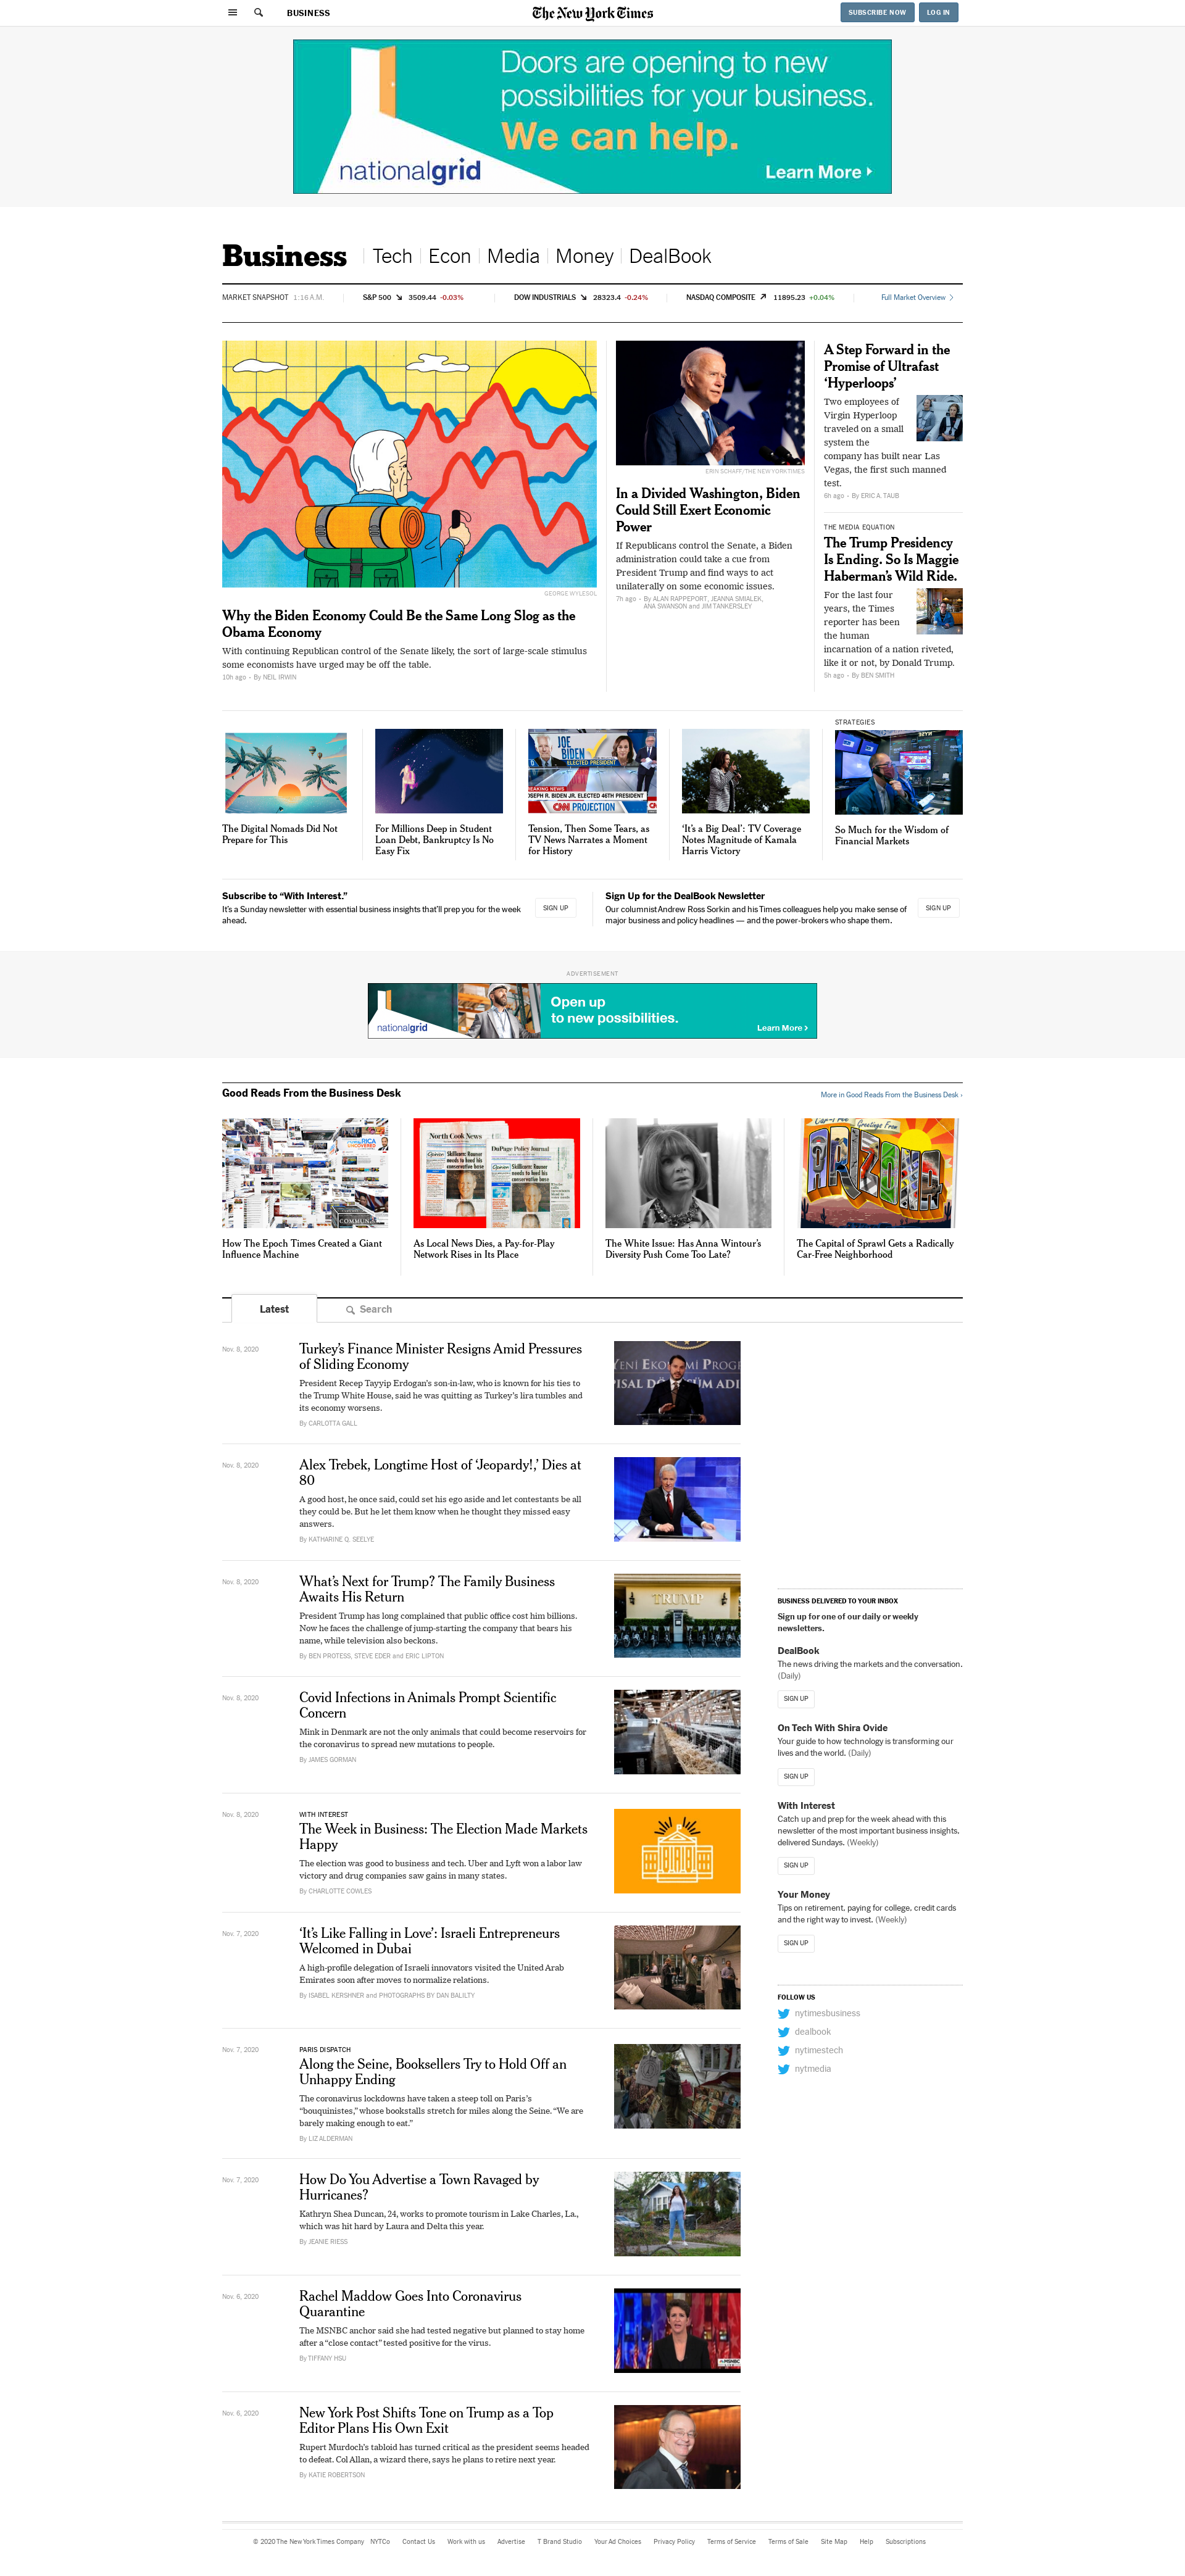 BUSINESS
The New York Times
SUBSCRIBE NOW
LOG IN
Doors are opening to new
possibilities for your business.
We can help.
nationalgrid
Learn More
Business
Tech
Econ
Media
Money
DealBook
MARKET SNAPSHOT 1:16 A.M.
S&P 500 3509.44 -0.03%
DOW INDUSTRIALS 28323.4 -0.24%
NASDAQ COMPOSITE 11895.23 +0.04%
Full Market Overview
GEORGE WYLESOL
Why the Biden Economy Could Be the Same Long Slog as the
Obama Economy
With continuing Republican control of the Senate likely, the sort of large-scale stimulus
some economists have urged may be off the table.
10h ago • By NEIL IRWIN
ERIN SCHAFF/THE NEW YORK TIMES
In a Divided Washington, Biden
Could Still Exert Economic
Power
If Republicans control the Senate, a Biden
administration could take a cue from
President Trump and find ways to act
unilaterally on some economic issues.
7h ago • By ALAN RAPPEPORT, JEANNA SMIALEK,
ANA SWANSON and JIM TANKERSLEY
A Step Forward in the
Promise of Ultrafast
‘Hyperloops’
Two employees of
Virgin Hyperloop
traveled on a small
system the
company has built near Las
Vegas, the first such manned
test.
6h ago • By ERIC A. TAUB
THE MEDIA EQUATION
The Trump Presidency
Is Ending. So Is Maggie
Haberman’s Wild Ride.
For the last four
years, the Times
reporter has been
the human
incarnation of a nation riveted,
like it or not, by Donald Trump.
5h ago • By BEN SMITH
The Digital Nomads Did Not
Prepare for This
For Millions Deep in Student
Loan Debt, Bankruptcy Is No
Easy Fix
JOE
BIDEN
ELECTED PRESIDENT
BREAKING NEWS
JOSEPH R. BIDEN JR. ELECTED 46TH PRESIDENT
CNN PROJECTION
Tension, Then Some Tears, as
TV News Narrates a Moment
for History
‘It’s a Big Deal’: TV Coverage
Notes Magnitude of Kamala
Harris Victory
STRATEGIES
So Much for the Wisdom of
Financial Markets
Subscribe to “With Interest.”
It’s a Sunday newsletter with essential business insights that’ll prep you for the week
ahead.
SIGN UP
Sign Up for the DealBook Newsletter
Our columnist Andrew Ross Sorkin and his Times colleagues help you make sense of
major business and policy headlines — and the power-brokers who shape them.
SIGN UP
ADVERTISEMENT
nationalgrid
Open up
to new possibilities.
Learn More
Good Reads From the Business Desk
More in Good Reads From the Business Desk ›
How The Epoch Times Created a Giant
Influence Machine
North Cook News
DuPage Policy Journal
Opinion
Skillicorn: Rauner
needs to feed his
conservative base
As Local News Dies, a Pay-for-Play
Network Rises in Its Place
The White Issue: Has Anna Wintour’s
Diversity Push Come Too Late?
Greetings From
ARIZONA
The Capital of Sprawl Gets a Radically
Car-Free Neighborhood
Latest
Search
Nov. 8, 2020
Turkey’s Finance Minister Resigns Amid Pressures
of Sliding Economy
President Recep Tayyip Erdogan’s son-in-law, who is known for his ties to
the Trump White House, said he was quitting as Turkey’s lira tumbles and
its economy worsens.
By CARLOTTA GALL
Nov. 8, 2020
Alex Trebek, Longtime Host of ‘Jeopardy!,’ Dies at
80
A good host, he once said, could set his ego aside and let contestants be all
they could be. But he let them know when he thought they missed easy
answers.
By KATHARINE Q. SEELYE
Nov. 8, 2020
What’s Next for Trump? The Family Business
Awaits His Return
President Trump has long complained that public office cost him billions.
Now he faces the challenge of jump-starting the company that bears his
name, while television also beckons.
By BEN PROTESS, STEVE EDER and ERIC LIPTON
TRUMP
Nov. 8, 2020
Covid Infections in Animals Prompt Scientific
Concern
Mink in Denmark are not the only animals that could become reservoirs for
the coronavirus to spread new mutations to people.
By JAMES GORMAN
Nov. 8, 2020
WITH INTEREST
The Week in Business: The Election Made Markets
Happy
The election was good to business and tech. Uber and Lyft won a labor law
victory and drug companies saw gains in many states.
By CHARLOTTE COWLES
Nov. 7, 2020
‘It’s Like Falling in Love’: Israeli Entrepreneurs
Welcomed in Dubai
A high-profile delegation of Israeli innovators visited the United Arab
Emirates soon after moves to normalize relations.
By ISABEL KERSHNER and PHOTOGRAPHS BY DAN BALILTY
Nov. 7, 2020
PARIS DISPATCH
Along the Seine, Booksellers Try to Hold Off an
Unhappy Ending
The coronavirus lockdowns have taken a steep toll on Paris’s
“bouquinistes,” whose bookstalls stretch for miles along the Seine. “We are
barely making enough to eat.”
By LIZ ALDERMAN
Nov. 7, 2020
How Do You Advertise a Town Ravaged by
Hurricanes?
Kathryn Shea Duncan, 24, works to promote tourism in Lake Charles, La.,
which was hit hard by Laura and Delta this year.
By JEANIE RIESS
Nov. 6, 2020
Rachel Maddow Goes Into Coronavirus
Quarantine
The MSNBC anchor said she had tested negative but planned to stay home
after a “close contact” tested positive for the virus.
By TIFFANY HSU
MSNBC
Nov. 6, 2020
New York Post Shifts Tone on Trump as a Top
Editor Plans His Own Exit
Rupert Murdoch’s tabloid has turned critical as the president seems headed
to defeat. Col Allan, a wizard there, says he plans to retire next year.
By KATIE ROBERTSON
BUSINESS DELIVERED TO YOUR INBOX
Sign up for one of our daily or weekly
newsletters.
DealBook
The news driving the markets and the conversation.
(Daily)
SIGN UP
On Tech With Shira Ovide
Your guide to how technology is transforming our
lives and the world. (Daily)
SIGN UP
With Interest
Catch up and prep for the week ahead with this
newsletter of the most important business insights,
delivered Sundays. (Weekly)
SIGN UP
Your Money
Tips on retirement, paying for college, credit cards
and the right way to invest. (Weekly)
SIGN UP
FOLLOW US
nytimesbusiness
dealbook
nytimestech
nytmedia
© 2020 The New York Times Company NYTCo Contact Us Work with us Advertise T Brand Studio Your Ad Choices Privacy Policy Terms of Service Terms of Sale Site Map Help Subscriptions